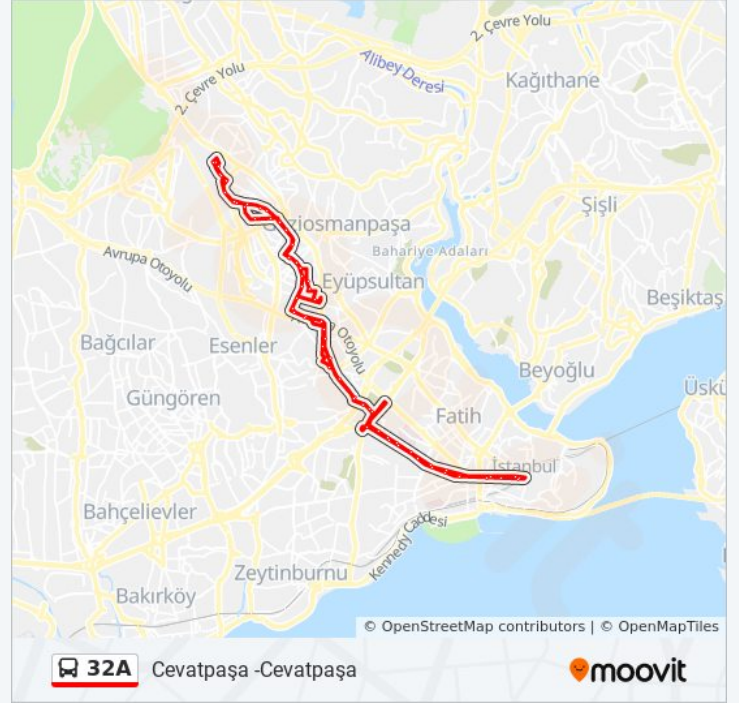 2. Çevre Yolu
Alibey Deresi
Kağıthane
2. Çevre Yolu
Şişli
Gaziosmanpaşa
Bahariye Adaları
Avrupa Otoyolu
Eyüpsultan
Beşiktaş
Otoyolu
Bağcılar
Esenler
Beyoğlu
Güngören
Fatih
İstanbul
Bahçelievler
Kennedy Caddesi
Zeytinburnu
Bakırköy
© OpenStreetMap contributors | © OpenMapTiles
32A Cevatpaşa -Cevatpaşa
moovit